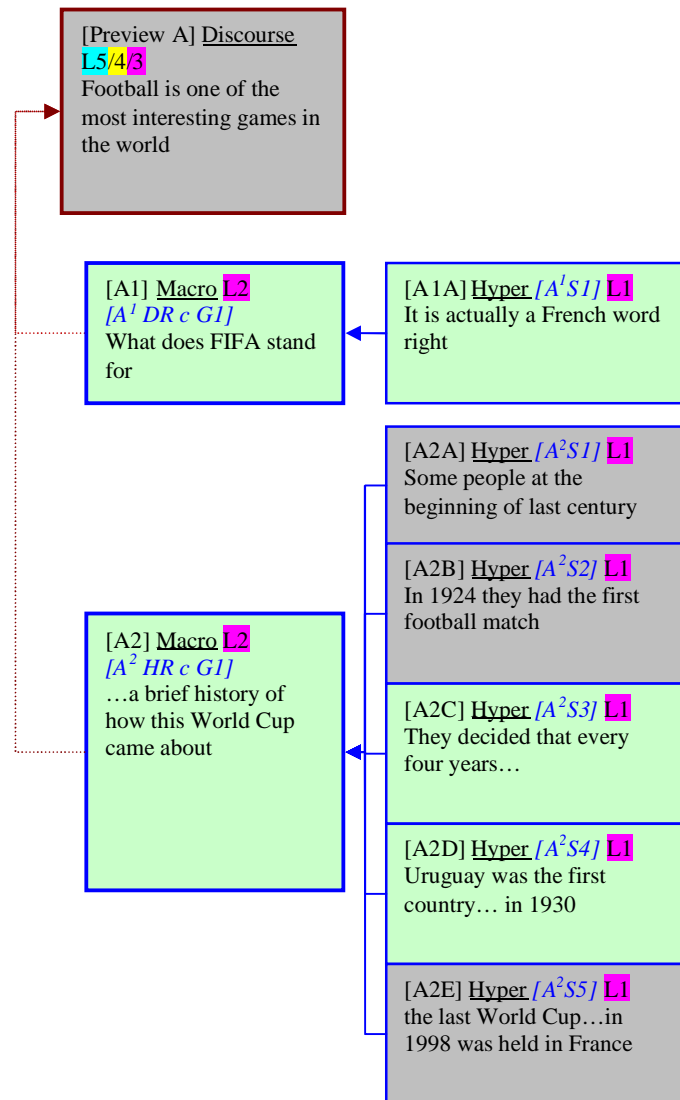 [Preview A] Discourse
L5/4/3
Football is one of the
most interesting games in
the world
[A1] Macro L2
[A¹ DR c G1]
What does FIFA stand
for
[A1A] Hyper [A¹S1] L1
It is actually a French word
right
[A2] Macro L2
[A² HR c G1]
…a brief history of
how this World Cup
came about
[A2A] Hyper [A²S1] L1
Some people at the
beginning of last century
[A2B] Hyper [A²S2] L1
In 1924 they had the first
football match
[A2C] Hyper [A²S3] L1
They decided that every
four years…
[A2D] Hyper [A²S4] L1
Uruguay was the first
country… in 1930
[A2E] Hyper [A²S5] L1
the last World Cup…in
1998 was held in France